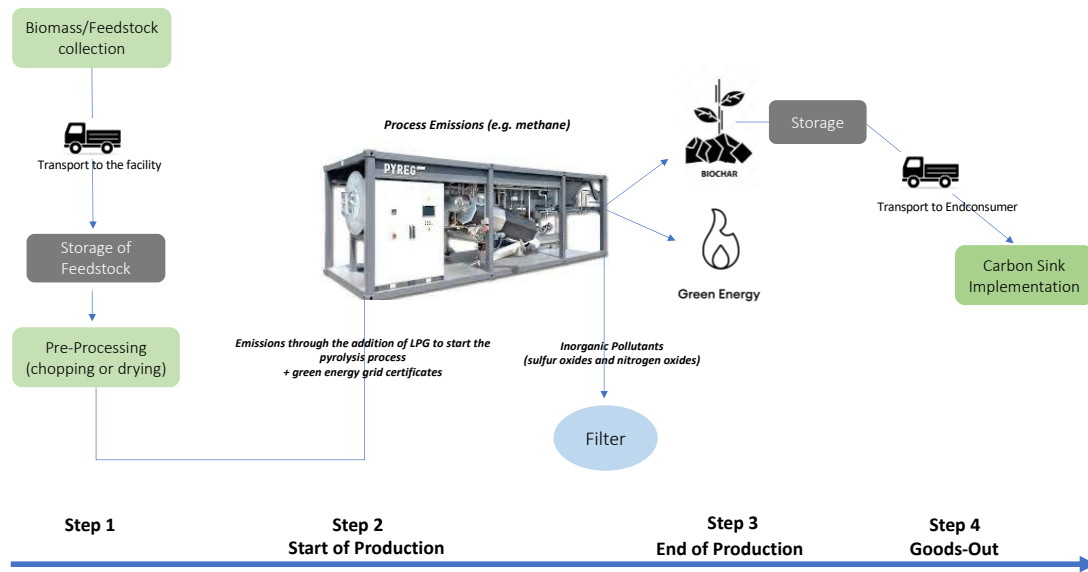 Biomass/Feedstock
collection
Transport to the facility
Storage of
Feedstock
Pre-Processing
(chopping or drying)
Process Emissions (e.g. methane)
PYREG
Emissions through the addition of LPG to start the
pyrolysis process
+ green energy grid certificates
Inorganic Pollutants
(sulfur oxides and nitrogen oxides)
Filter
BIOCHAR
Green Energy
Storage
Transport to Endconsumer
Carbon Sink
Implementation
Step 1
Step 2
Start of Production
Step 3
End of Production
Step 4
Goods-Out